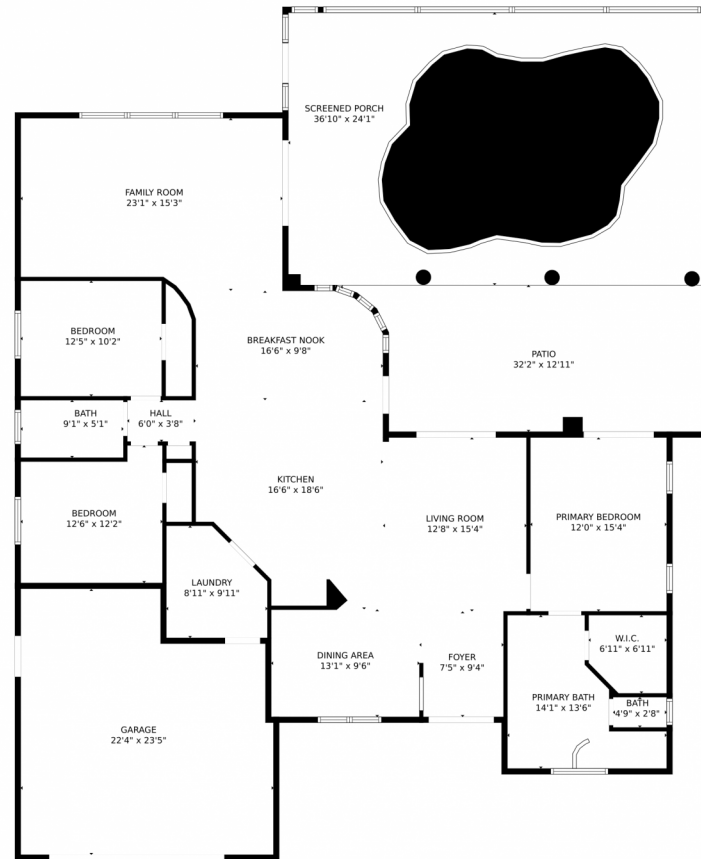 SCREENED PORCH
36'10" x 24'1"
FAMILY ROOM
23'1" x 15'3"
BEDROOM
12'5" x 10'2"
BREAKFAST NOOK
16'6" x 9'8"
PATIO
32'2" x 12'11"
BATH
9'1" x 5'1"
HALL
6'0" x 3'8"
KITCHEN
16'6" x 18'6"
BEDROOM
12'6" x 12'2"
LIVING ROOM
12'8" x 15'4"
PRIMARY BEDROOM
12'0" x 15'4"
LAUNDRY
8'11" x 9'11"
W.I.C.
6'11" x 6'11"
DINING AREA
13'1" x 9'6"
FOYER
7'5" x 9'4"
PRIMARY BATH
14'1" x 13'6"
BATH
4'9" x 2'8"
GARAGE
22'4" x 23'5"